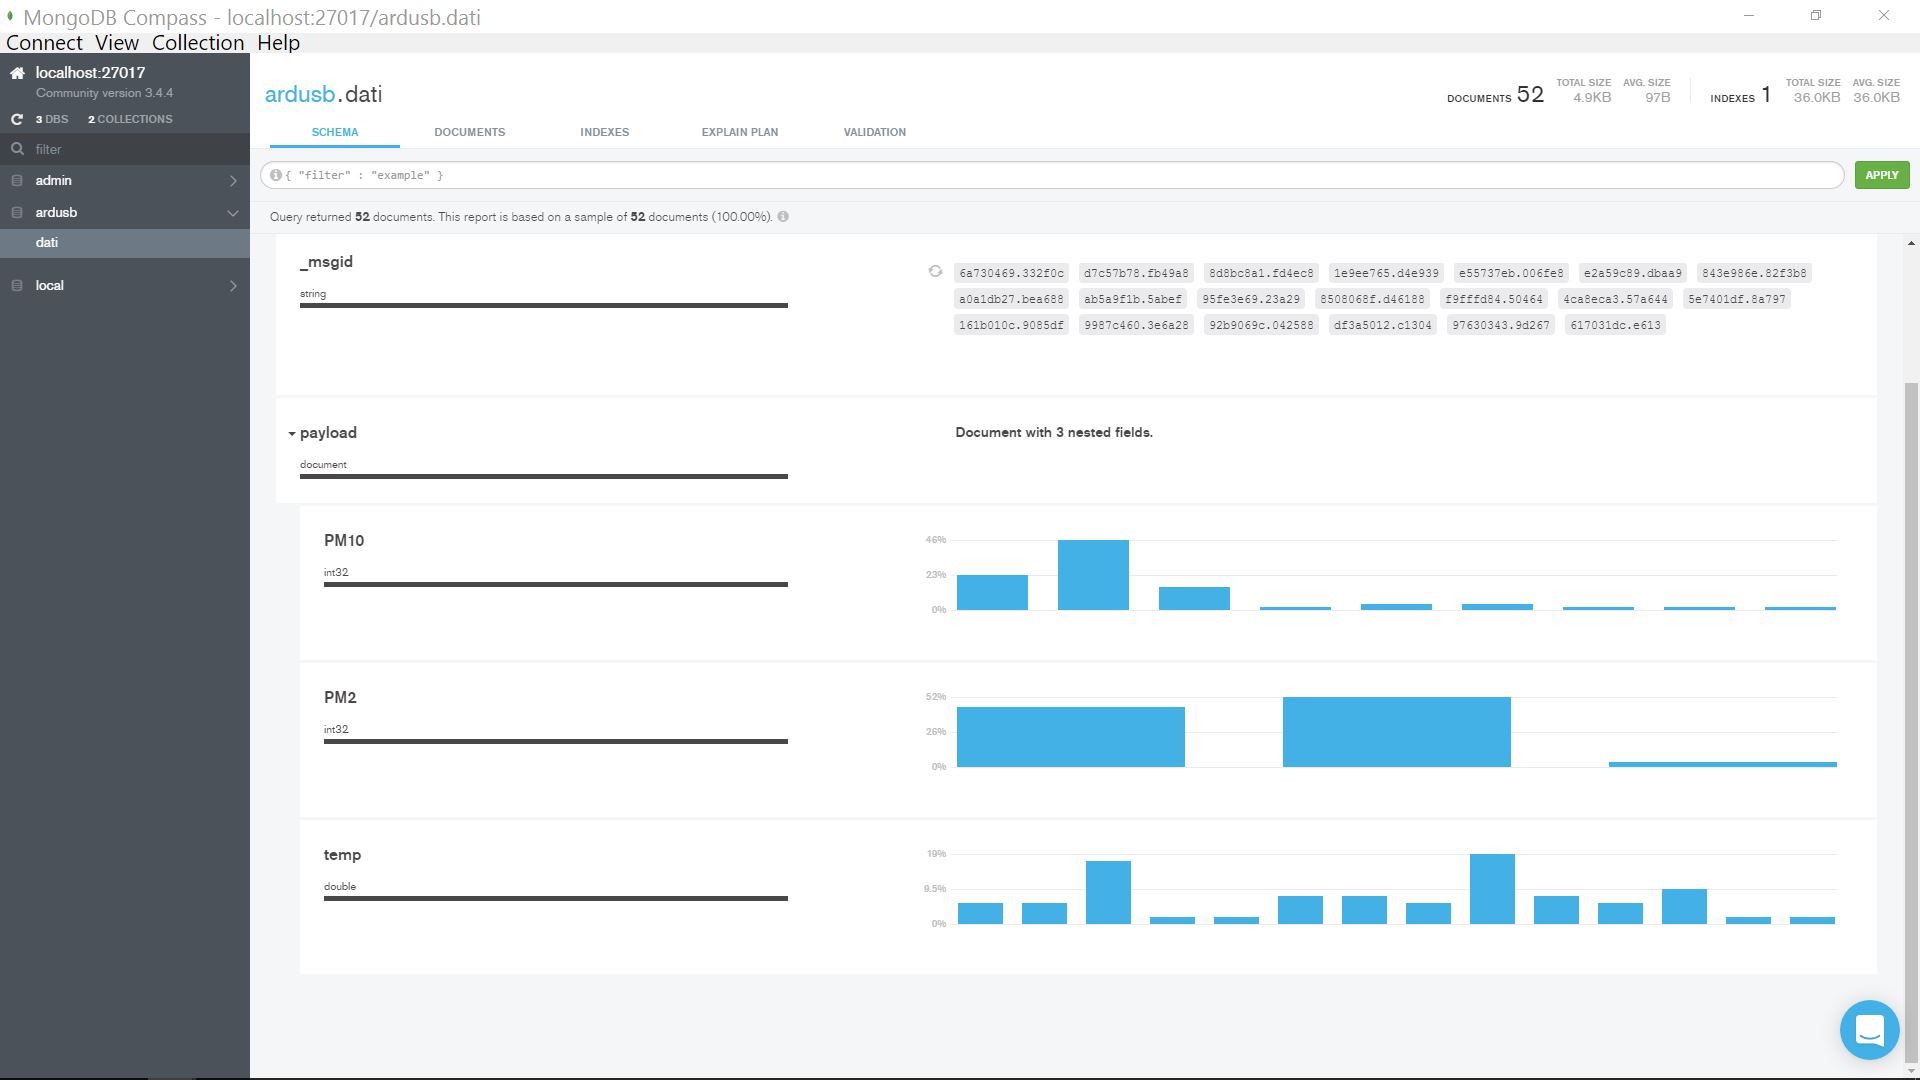 MongoDB Compass - localhost:27017/ardusb.dati
Connect View Collection Help
localhost:27017
Community version 3.4.4
3 DBS 2 COLLECTIONS
filter
admin
ardusb
dati
local
ardusb.dati
DOCUMENTS 52 TOTAL SIZE 4.9KB AVG. SIZE 97B
INDEXES 1 TOTAL SIZE 36.0KB AVG. SIZE 36.0KB
SCHEMA DOCUMENTS INDEXES EXPLAIN PLAN VALIDATION
{ "filter" : "example" }
APPLY
Query returned 52 documents. This report is based on a sample of 52 documents (100.00%).
_msgid
string
6a730469.332f0c d7c57b78.fb49a8 8d8bc8a1.fd4ec8 1e9ee765.d4e939 e55737eb.006fe8 e2a59c89.dbaa9 843e986e.82f3b8
a0a1db27.bea688 ab5a9f1b.5abef 95fe3e69.23a29 8508068f.d46188 f9fffd84.50464 4ca8eca3.57a644 5e7401df.8a797
161b010c.9085df 9987c460.3e6a28 92b9069c.042588 df3a5012.c1304 97630343.9d267 617031dc.e613
payload
document
Document with 3 nested fields.
PM10
int32
46%
23%
0%
PM2
int32
52%
26%
0%
temp
double
19%
9.5%
0%